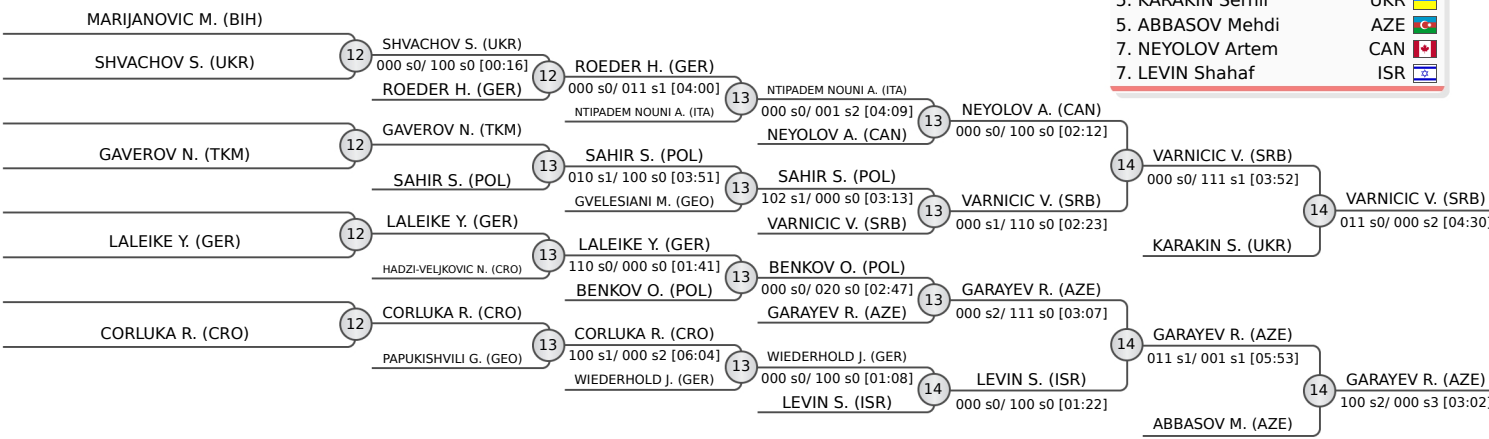 5. KARAKIN Serhii UKR
5. ABBASOV Mehdi AZE
7. NEYOLOV Artem CAN
7. LEVIN Shahaf ISR
MARIJANOVIC M. (BIH)
SHVACHOV S. (UKR)
12
GAVEROV N. (TKM)
12
LALEIKE Y. (GER)
12
CORLUKA R. (CRO)
12
SHVACHOV S. (UKR)
000 s0/ 100 s0 [00:16]
ROEDER H. (GER)
12
GAVEROV N. (TKM)
SAHIR S. (POL)
13
LALEIKE Y. (GER)
HADZI-VELJKOVIC N. (CRO)
13
CORLUKA R. (CRO)
PAPUKISHVILI G. (GEO)
13
ROEDER H. (GER)
000 s0/ 011 s1 [04:00]
NTIPADEM NOUNI A. (ITA)
13
SAHIR S. (POL)
010 s1/ 100 s0 [03:51]
GVELESIANI M. (GEO)
13
LALEIKE Y. (GER)
110 s0/ 000 s0 [01:41]
BENKOV O. (POL)
13
CORLUKA R. (CRO)
100 s1/ 000 s2 [06:04]
WIEDERHOLD J. (GER)
13
NTIPADEM NOUNI A. (ITA)
000 s0/ 001 s2 [04:09]
NEYOLOV A. (CAN)
13
SAHIR S. (POL)
102 s1/ 000 s0 [03:13]
VARNICIC V. (SRB)
13
BENKOV O. (POL)
000 s0/ 020 s0 [02:47]
GARAYEV R. (AZE)
13
WIEDERHOLD J. (GER)
000 s0/ 100 s0 [01:08]
LEVIN S. (ISR)
14
NEYOLOV A. (CAN)
000 s0/ 100 s0 [02:12]
VARNICIC V. (SRB)
000 s1/ 110 s0 [02:23]
14
GARAYEV R. (AZE)
000 s2/ 111 s0 [03:07]
LEVIN S. (ISR)
000 s0/ 100 s0 [01:22]
14
VARNICIC V. (SRB)
000 s0/ 111 s1 [03:52]
KARAKIN S. (UKR)
14
GARAYEV R. (AZE)
011 s1/ 001 s1 [05:53]
ABBASOV M. (AZE)
14
VARNICIC V. (SRB)
011 s0/ 000 s2 [04:30]
GARAYEV R. (AZE)
100 s2/ 000 s3 [03:02]